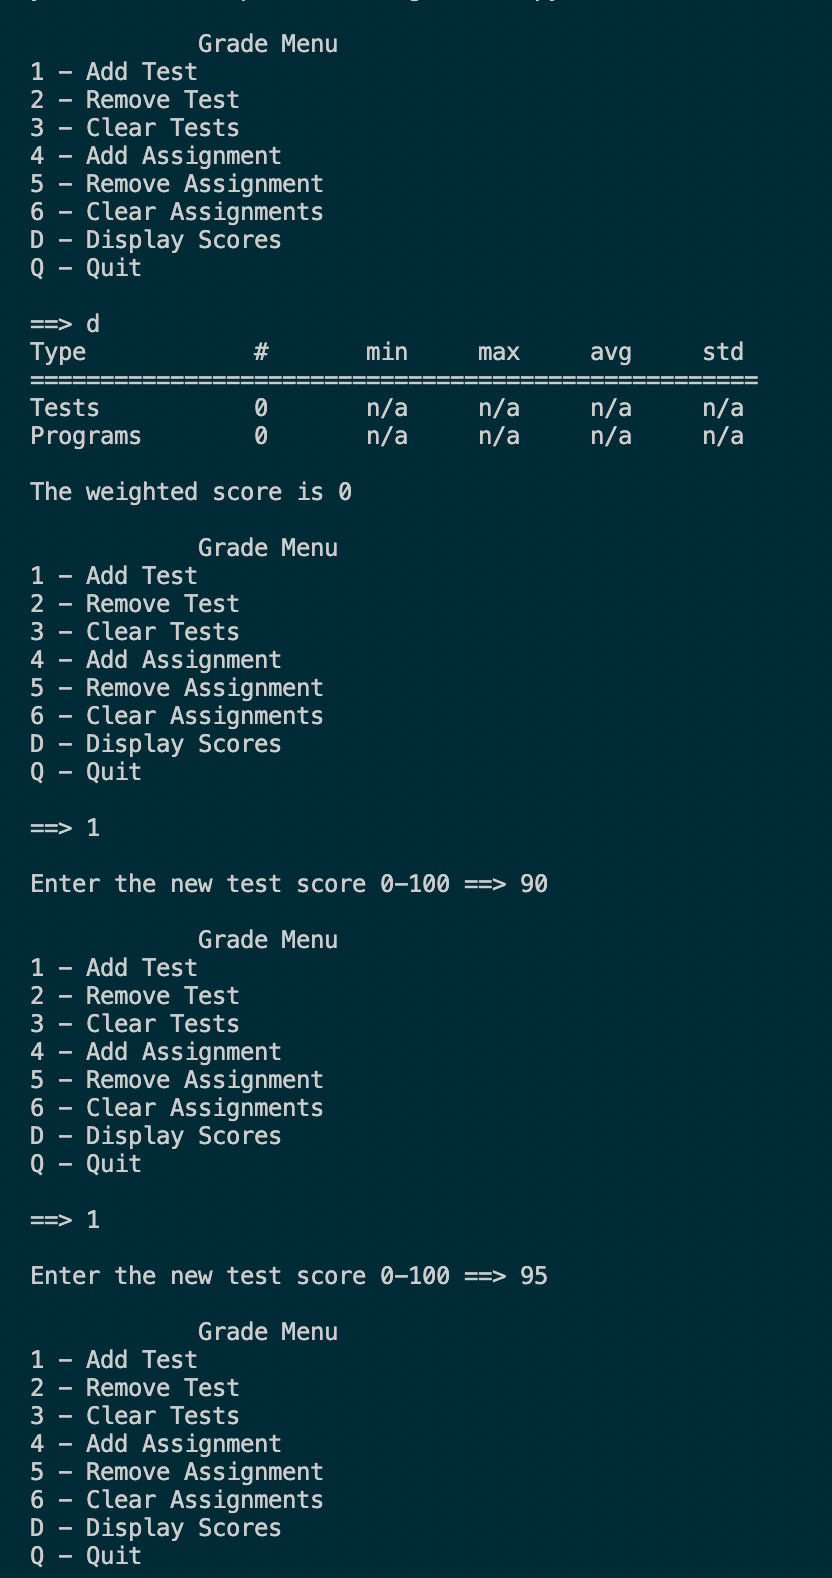 Grade Menu
1 – Add Test
2 – Remove Test
3 – Clear Tests
4 – Add Assignment
5 – Remove Assignment
6 – Clear Assignments
D – Display Scores
Q – Quit
==> d
Type # min max avg std
====================================================
Tests 0 n/a n/a n/a n/a
Programs 0 n/a n/a n/a n/a
The weighted score is 0
Grade Menu
1 – Add Test
2 – Remove Test
3 – Clear Tests
4 – Add Assignment
5 – Remove Assignment
6 – Clear Assignments
D – Display Scores
Q – Quit
==> 1
Enter the new test score 0–100 ==> 90
Grade Menu
1 – Add Test
2 – Remove Test
3 – Clear Tests
4 – Add Assignment
5 – Remove Assignment
6 – Clear Assignments
D – Display Scores
Q – Quit
==> 1
Enter the new test score 0–100 ==> 95
Grade Menu
1 – Add Test
2 – Remove Test
3 – Clear Tests
4 – Add Assignment
5 – Remove Assignment
6 – Clear Assignments
D – Display Scores
Q – Quit